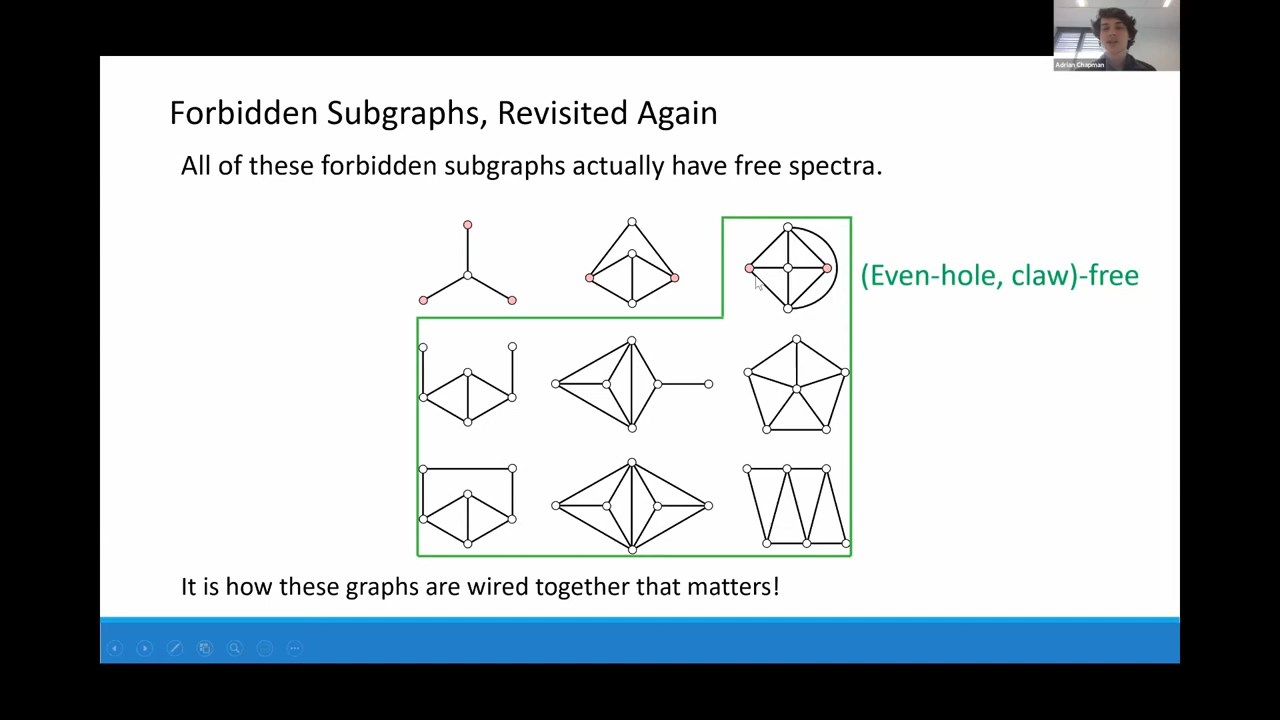 Adrian Chapman
Forbidden Subgraphs, Revisited Again
All of these forbidden subgraphs actually have free spectra.
(Even-hole, claw)-free
It is how these graphs are wired together that matters!